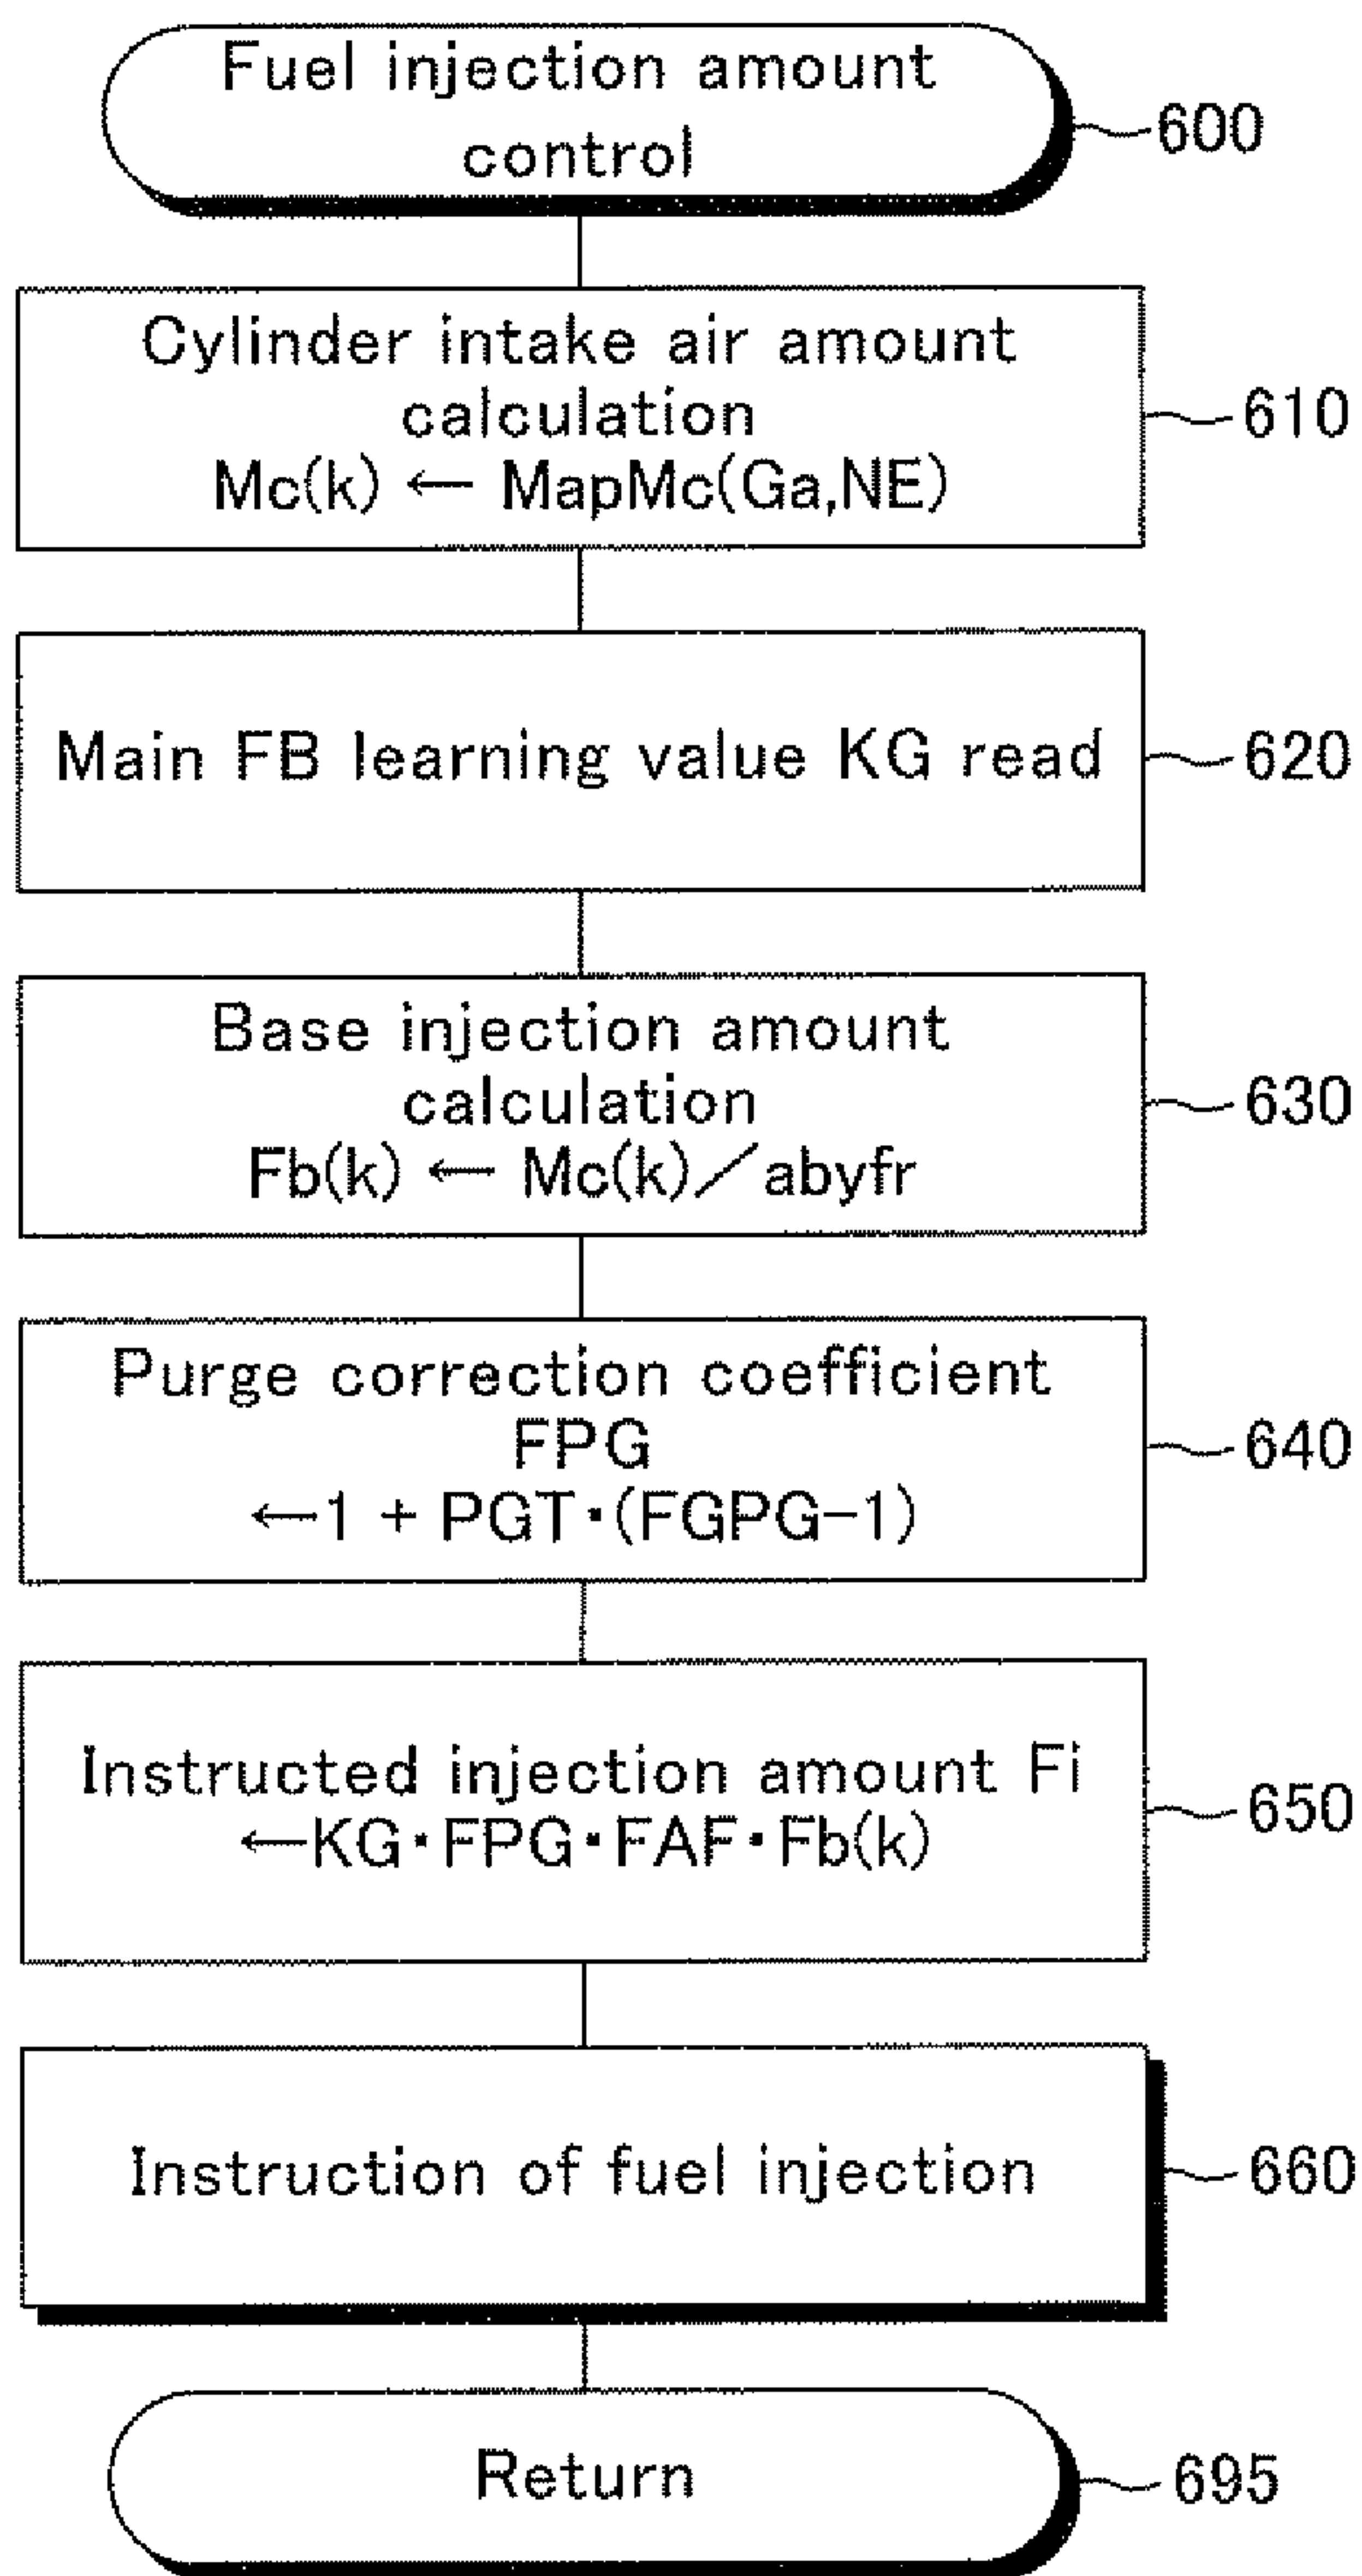 Fuel injection amount
control
600
Cylinder intake air amount
calculation
Mc(k) ← MapMc(Ga,NE)
610
Main FB learning value KG read
620
Base injection amount
calculation
Fb(k) ← Mc(k)／abyfr
630
Purge correction coefficient
FPG
←1 + PGT·(FGPG-1)
640
Instructed injection amount Fi
←KG·FPG·FAF·Fb(k)
650
Instruction of fuel injection
660
Return
695